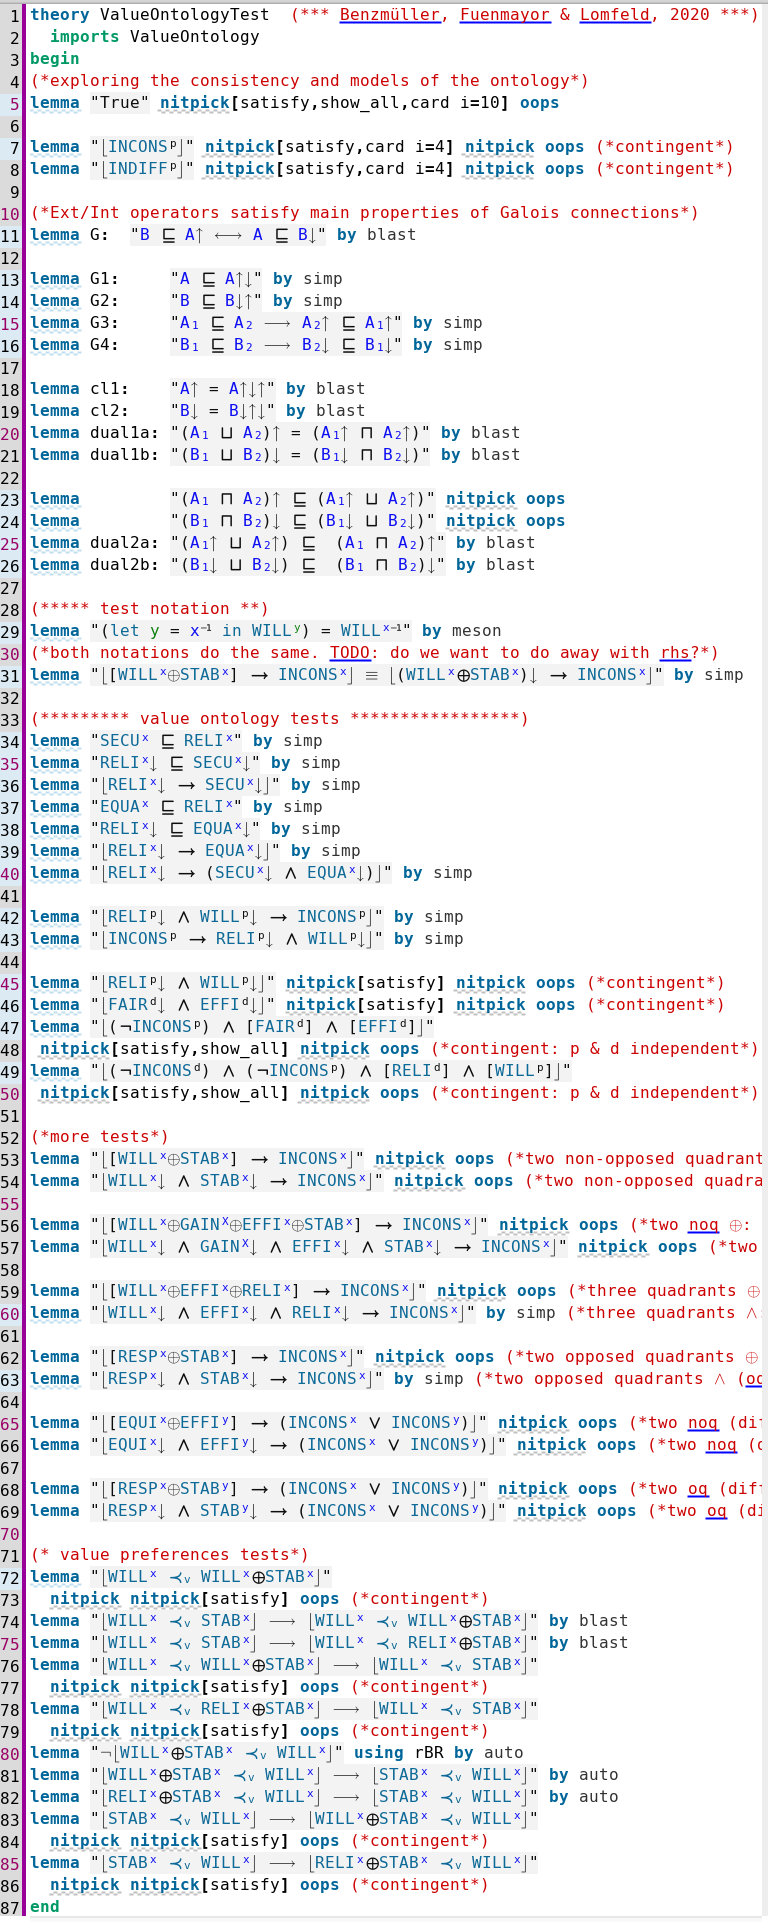 1 theory ValueOntologyTest (*** Benzmüller, Fuenmayor & Lomfeld, 2020 ***)
2 imports ValueOntology
3 begin
4 (*exploring the consistency and models of the ontology*)
5 lemma "True" nitpick[satisfy,show_all,card i=10] oops
6
7 lemma "⌊INCONSᵖ⌋" nitpick[satisfy,card i=4] nitpick oops (*contingent*)
8 lemma "⌊INDIFFᵖ⌋" nitpick[satisfy,card i=4] nitpick oops (*contingent*)
9
10 (*Ext/Int operators satisfy main properties of Galois connections*)
11 lemma G: "B ⊑ A↑ ⟷ A ⊑ B↓" by blast
12
13 lemma G1: "A ⊑ A↑↓" by simp
14 lemma G2: "B ⊑ B↓↑" by simp
15 lemma G3: "A₁ ⊑ A₂ ⟶ A₂↑ ⊑ A₁↑" by simp
16 lemma G4: "B₁ ⊑ B₂ ⟶ B₂↓ ⊑ B₁↓" by simp
17
18 lemma cl1: "A↑ = A↑↓↑" by blast
19 lemma cl2: "B↓ = B↓↑↓" by blast
20 lemma dual1a: "(A₁ ⊔ A₂)↑ = (A₁↑ ⊓ A₂↑)" by blast
21 lemma dual1b: "(B₁ ⊔ B₂)↓ = (B₁↓ ⊓ B₂↓)" by blast
22
23 lemma "(A₁ ⊓ A₂)↑ ⊑ (A₁↑ ⊔ A₂↑)" nitpick oops
24 lemma "(B₁ ⊓ B₂)↓ ⊑ (B₁↓ ⊔ B₂↓)" nitpick oops
25 lemma dual2a: "(A₁↑ ⊔ A₂↑) ⊑ (A₁ ⊓ A₂)↑" by blast
26 lemma dual2b: "(B₁↓ ⊔ B₂↓) ⊑ (B₁ ⊓ B₂)↓" by blast
27
28 (***** test notation **)
29 lemma "(let y = x⁻¹ in WILLʸ) = WILLˣ⁻¹" by meson
30 (*both notations do the same. TODO: do we want to do away with rhs?*)
31 lemma "⌊[WILLˣ⊕STABˣ] → INCONSˣ⌋ ≡ ⌊(WILLˣ⨁STABˣ)↓ → INCONSˣ⌋" by simp
32
33 (********* value ontology tests *****************)
34 lemma "SECUˣ ⊑ RELIˣ" by simp
35 lemma "RELIˣ↓ ⊑ SECUˣ↓" by simp
36 lemma "⌊RELIˣ↓ → SECUˣ↓⌋" by simp
37 lemma "EQUAˣ ⊑ RELIˣ" by simp
38 lemma "RELIˣ↓ ⊑ EQUAˣ↓" by simp
39 lemma "⌊RELIˣ↓ → EQUAˣ↓⌋" by simp
40 lemma "⌊RELIˣ↓ → (SECUˣ↓ ∧ EQUAˣ↓)⌋" by simp
41
42 lemma "⌊RELIᵖ↓ ∧ WILLᵖ↓ → INCONSᵖ⌋" by simp
43 lemma "⌊INCONSᵖ → RELIᵖ↓ ∧ WILLᵖ↓⌋" by simp
44
45 lemma "⌊RELIᵖ↓ ∧ WILLᵖ↓⌋" nitpick[satisfy] nitpick oops (*contingent*)
46 lemma "⌊FAIRᵈ↓ ∧ EFFIᵈ↓⌋" nitpick[satisfy] nitpick oops (*contingent*)
47 lemma "⌊(¬INCONSᵖ) ∧ [FAIRᵈ] ∧ [EFFIᵈ]⌋"
48 nitpick[satisfy,show_all] nitpick oops (*contingent: p & d independent*)
49 lemma "⌊(¬INCONSᵈ) ∧ (¬INCONSᵖ) ∧ [RELIᵈ] ∧ [WILLᵖ]⌋"
50 nitpick[satisfy,show_all] nitpick oops (*contingent: p & d independent*)
51
52 (*more tests*)
53 lemma "⌊[WILLˣ⊕STABˣ] → INCONSˣ⌋" nitpick oops (*two non-opposed quadrant
54 lemma "⌊WILLˣ↓ ∧ STABˣ↓ → INCONSˣ⌋" nitpick oops (*two non-opposed quadra
55
56 lemma "⌊[WILLˣ⊕GAINˣ⊕EFFIˣ⊕STABˣ] → INCONSˣ⌋" nitpick oops (*two noq ⊕:
57 lemma "⌊WILLˣ↓ ∧ GAINˣ↓ ∧ EFFIˣ↓ ∧ STABˣ↓ → INCONSˣ⌋" nitpick oops (*two
58
59 lemma "⌊[WILLˣ⊕EFFIˣ⊕RELIˣ] → INCONSˣ⌋" nitpick oops (*three quadrants ⊕
60 lemma "⌊WILLˣ↓ ∧ EFFIˣ↓ ∧ RELIˣ↓ → INCONSˣ⌋" by simp (*three quadrants ∧
61
62 lemma "⌊[RESPˣ⊕STABˣ] → INCONSˣ⌋" nitpick oops (*two opposed quadrants ⊕
63 lemma "⌊RESPˣ↓ ∧ STABˣ↓ → INCONSˣ⌋" by simp (*two opposed quadrants ∧ (oq
64
65 lemma "⌊[EQUIˣ⊕EFFIʸ] → (INCONSˣ ∨ INCONSʸ)⌋" nitpick oops (*two noq (dif
66 lemma "⌊EQUIˣ↓ ∧ EFFIʸ↓ → (INCONSˣ ∨ INCONSʸ)⌋" nitpick oops (*two noq (d
67
68 lemma "⌊[RESPˣ⊕STABʸ] → (INCONSˣ ∨ INCONSʸ)⌋" nitpick oops (*two oq (diff
69 lemma "⌊RESPˣ↓ ∧ STABʸ↓ → (INCONSˣ ∨ INCONSʸ)⌋" nitpick oops (*two oq (di
70
71 (* value preferences tests*)
72 lemma "⌊WILLˣ ≺ᵥ WILLˣ⨁STABˣ⌋"
73 nitpick nitpick[satisfy] oops (*contingent*)
74 lemma "⌊WILLˣ ≺ᵥ STABˣ⌋ ⟶ ⌊WILLˣ ≺ᵥ WILLˣ⨁STABˣ⌋" by blast
75 lemma "⌊WILLˣ ≺ᵥ STABˣ⌋ ⟶ ⌊WILLˣ ≺ᵥ RELIˣ⨁STABˣ⌋" by blast
76 lemma "⌊WILLˣ ≺ᵥ WILLˣ⨁STABˣ⌋ ⟶ ⌊WILLˣ ≺ᵥ STABˣ⌋"
77 nitpick nitpick[satisfy] oops (*contingent*)
78 lemma "⌊WILLˣ ≺ᵥ RELIˣ⨁STABˣ⌋ ⟶ ⌊WILLˣ ≺ᵥ STABˣ⌋"
79 nitpick nitpick[satisfy] oops (*contingent*)
80 lemma "¬⌊WILLˣ⨁STABˣ ≺ᵥ WILLˣ⌋" using rBR by auto
81 lemma "⌊WILLˣ⨁STABˣ ≺ᵥ WILLˣ⌋ ⟶ ⌊STABˣ ≺ᵥ WILLˣ⌋" by auto
82 lemma "⌊RELIˣ⨁STABˣ ≺ᵥ WILLˣ⌋ ⟶ ⌊STABˣ ≺ᵥ WILLˣ⌋" by auto
83 lemma "⌊STABˣ ≺ᵥ WILLˣ⌋ ⟶ ⌊WILLˣ⨁STABˣ ≺ᵥ WILLˣ⌋"
84 nitpick nitpick[satisfy] oops (*contingent*)
85 lemma "⌊STABˣ ≺ᵥ WILLˣ⌋ ⟶ ⌊RELIˣ⨁STABˣ ≺ᵥ WILLˣ⌋"
86 nitpick nitpick[satisfy] oops (*contingent*)
87 end